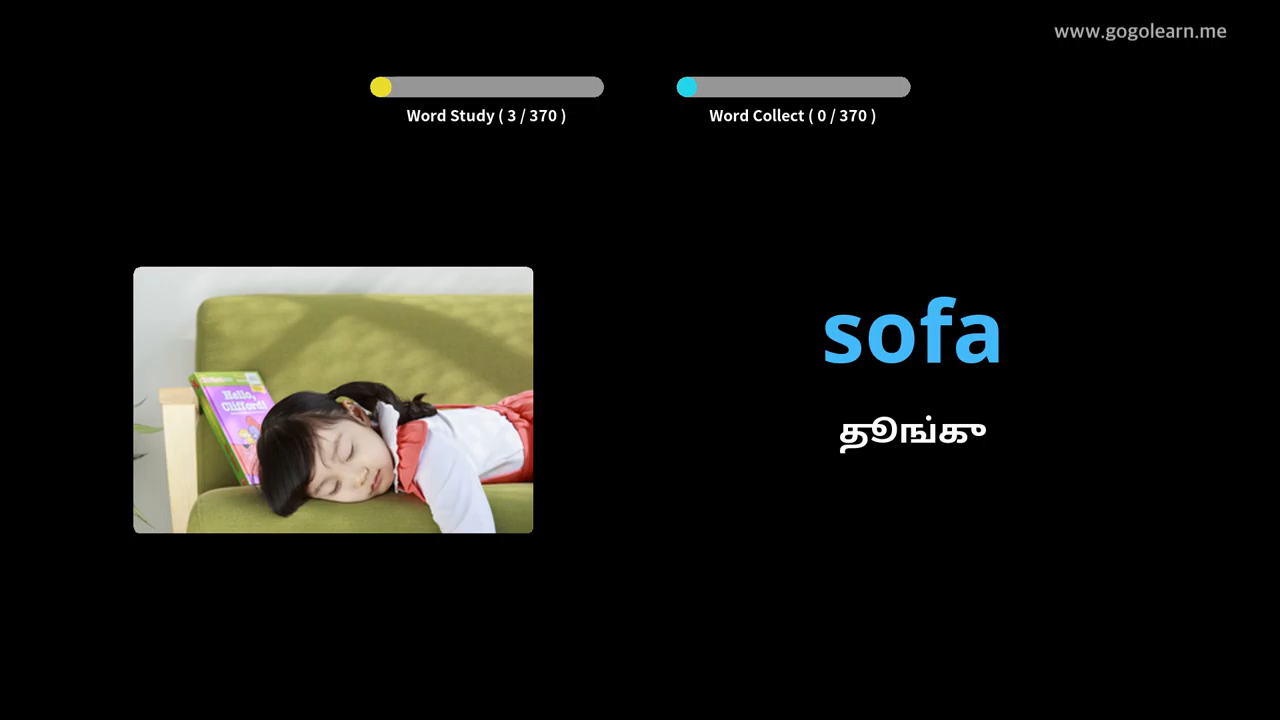 www.gogolearn.me
Word Study ( 3 / 370 )
Word Collect ( 0 / 370 )
sofa
தூங்கு
Hello,
Clifford!